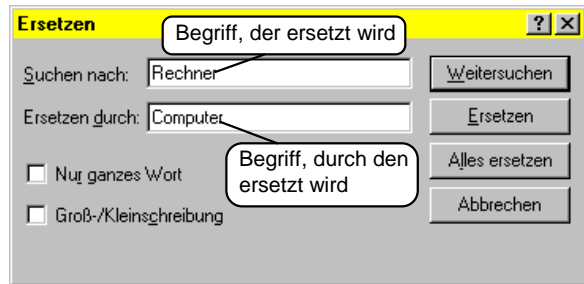 Ersetzen
Begriff, der ersetzt wird
? ×
Suchen nach: Rechner
Weitersuchen
Ersetzen durch: Computer
Ersetzen
Begriff, durch den
ersetzt wird
Alles ersetzen
Nur ganzes Wort
Abbrechen
Groß-/Kleinschreibung